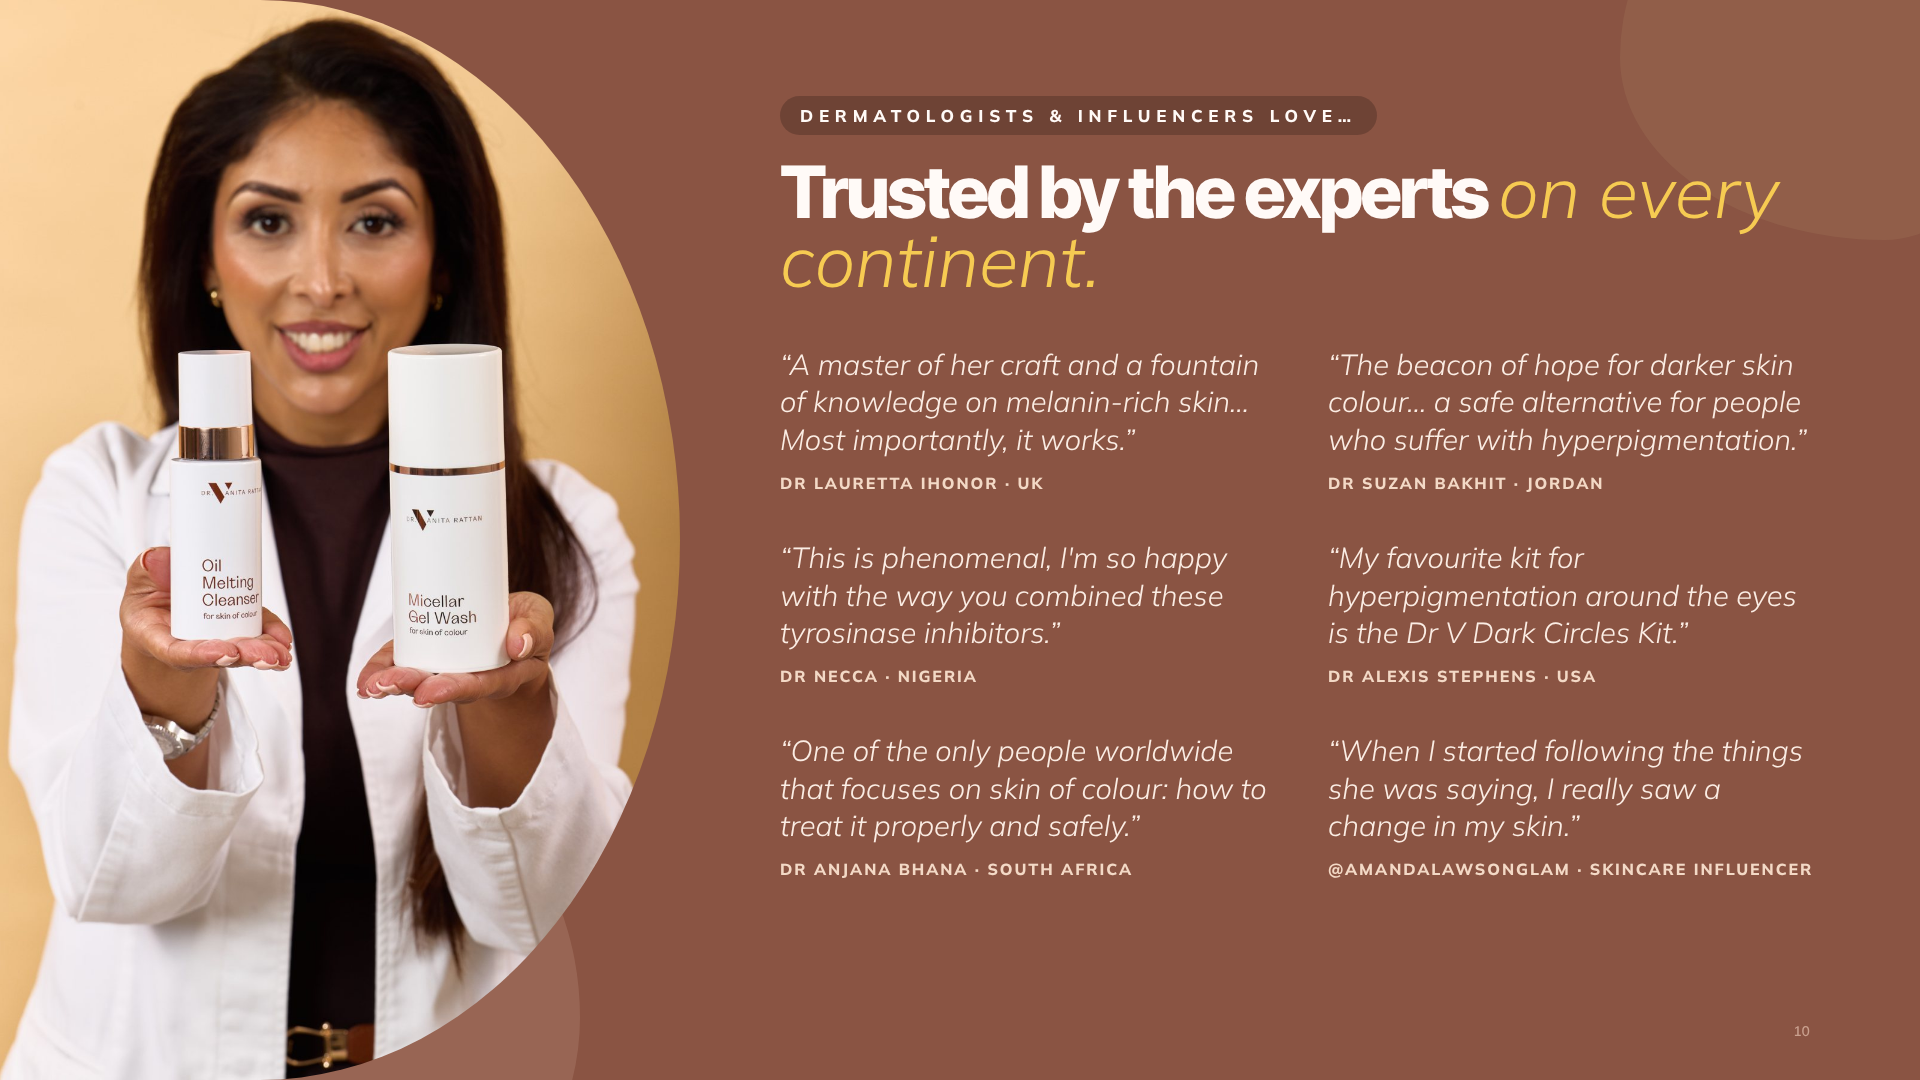 DERMATOLOGISTS & INFLUENCERS LOVE…
Trusted by the experts on every
continent.
“A master of her craft and a fountain
of knowledge on melanin-rich skin…
Most importantly, it works.”
DR LAURETTA IHONOR · UK
“The beacon of hope for darker skin
colour… a safe alternative for people
who suffer with hyperpigmentation.”
DR SUZAN BAKHIT · JORDAN
“This is phenomenal, I'm so happy
with the way you combined these
tyrosinase inhibitors.”
DR NECCA · NIGERIA
“My favourite kit for
hyperpigmentation around the eyes
is the Dr V Dark Circles Kit.”
DR ALEXIS STEPHENS · USA
“One of the only people worldwide
that focuses on skin of colour: how to
treat it properly and safely.”
DR ANJANA BHANA · SOUTH AFRICA
“When I started following the things
she was saying, I really saw a
change in my skin.”
@AMANDALAWSONGLAM · SKINCARE INFLUENCER
DR VANITA RATTAN
Oil
Melting
Cleanser
for skin of colour
DR VANITA RATTAN
Micellar
Gel Wash
for skin of colour
10